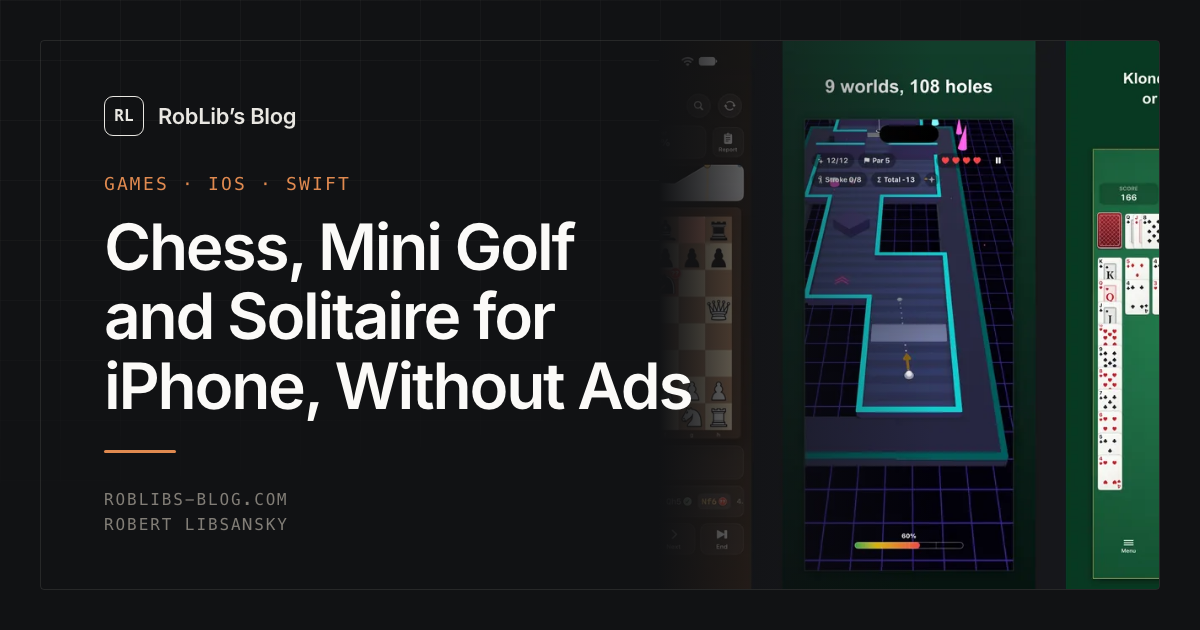 RL RobLib's Blog
GAMES · IOS · SWIFT
Chess, Mini Golf
and Solitaire for
iPhone, Without Ads
ROBLIBS-BLOG.COM
ROBERT LIBSANSKY
Report
End
9 worlds, 108 holes
12/12 Par 5
Stroke 0/8 Σ Total -13 +
60%
or
SCORE
166
K
Q
J
Menu